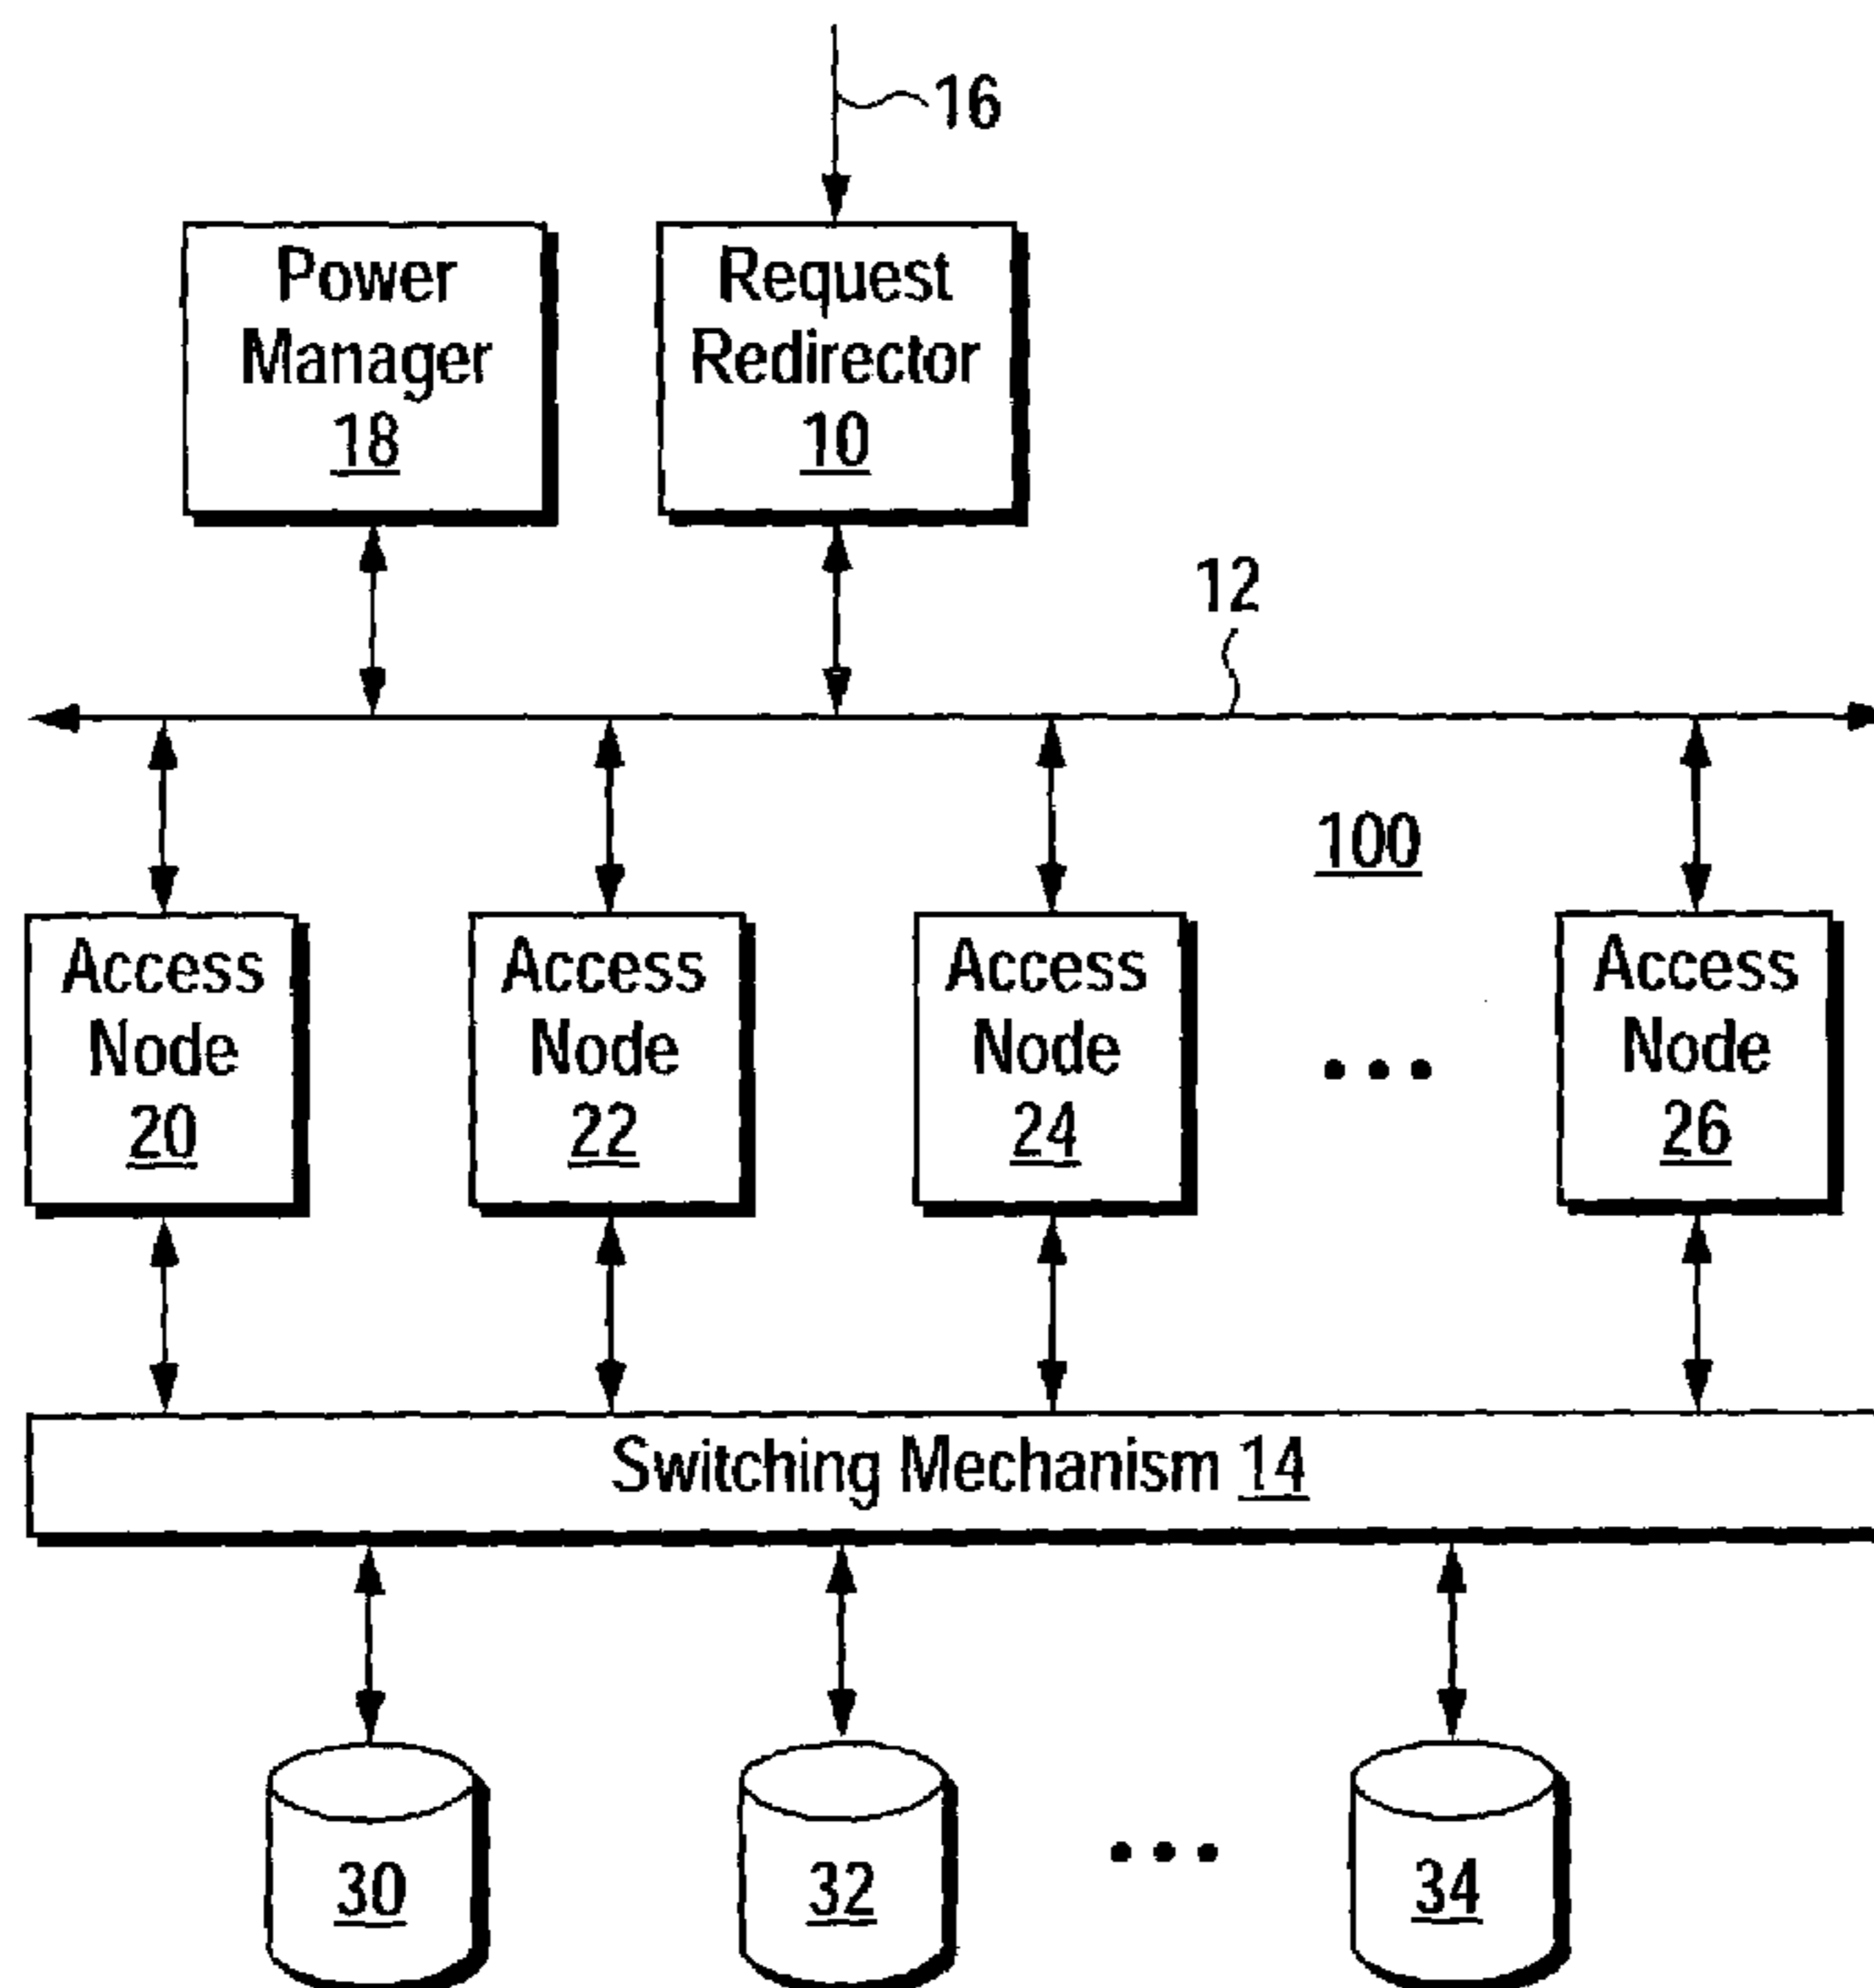 16
Power
Manager
18
Request
Redirector
10
12
100
Access
Node
20
Access
Node
22
Access
Node
24
Access
Node
26
Switching Mechanism 14
30
32
34